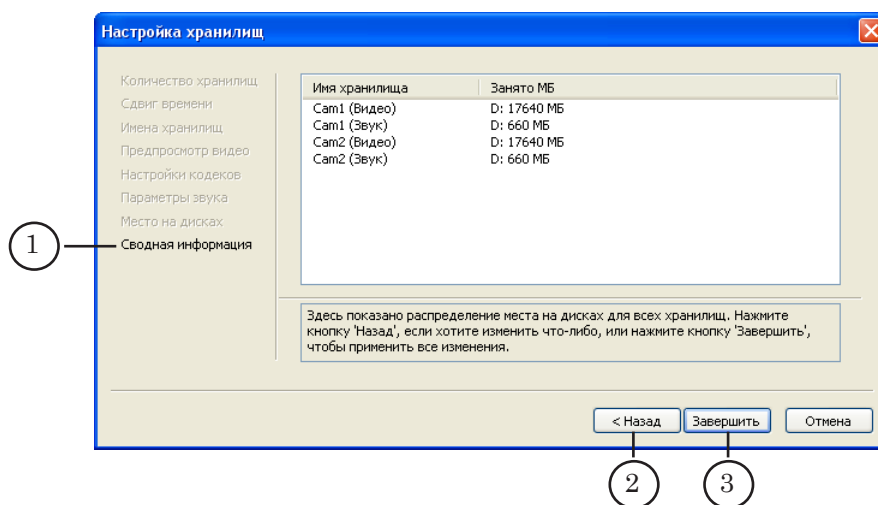 Настройка хранилищ
Количество хранилищ
Сдвиг времени
Имена хранилищ
Предпросмотр видео
Настройки кодеков
Параметры звука
Место на дисках
Сводная информация
Имя хранилища Занято МБ
Cam1 (Видео) D: 17640 МБ
Cam1 (Звук) D: 660 МБ
Cam2 (Видео) D: 17640 МБ
Cam2 (Звук) D: 660 МБ
Здесь показано распределение места на дисках для всех хранилищ. Нажмите
кнопку 'Назад', если хотите изменить что-либо, или нажмите кнопку 'Завершить',
чтобы применить все изменения.
< Назад Завершить Отмена
1
2 3